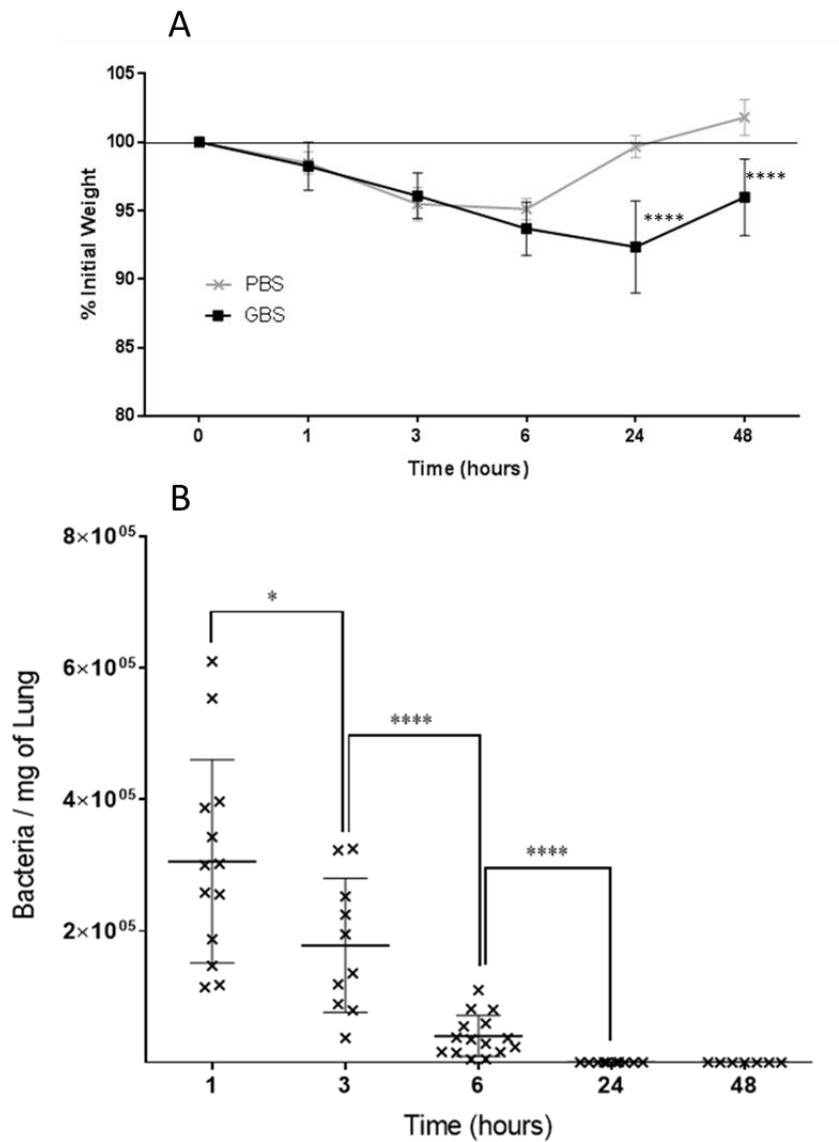 A
105
100
95
90
85
80
% Initial Weight
PBS
GBS
****
****
0 1 3 6 24 48
Time (hours)
B
8×10⁰⁵
6×10⁰⁵
4×10⁰⁵
2×10⁰⁵
Bacteria / mg of Lung
*
****
****
1 3 6 24 48
Time (hours)